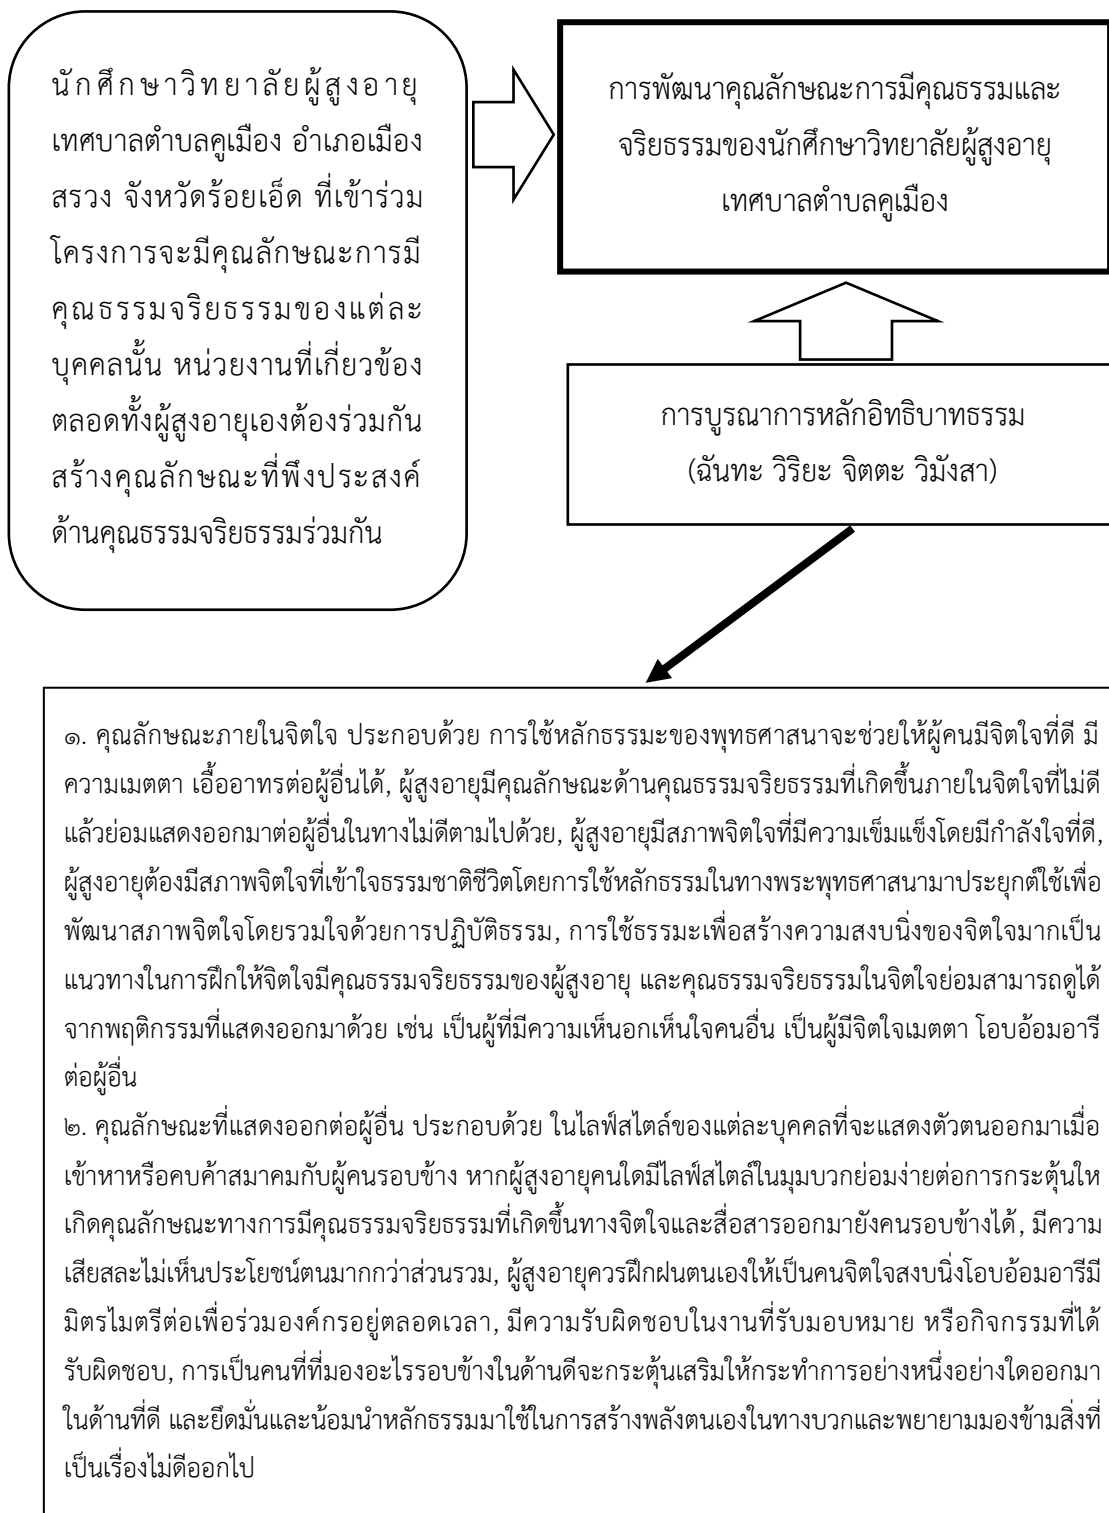 นักศึกษาวิทยาลัยผู้สูงอายุ
เทศบาลตำบลคูเมือง อำเภอเมือง
สรวง จังหวัดร้อยเอ็ด ที่เข้าร่วม
โครงการจะมีคุณลักษณะการมี
คุณธรรมจริยธรรมของแต่ละ
บุคคลนั้น หน่วยงานที่เกี่ยวข้อง
ตลอดทั้งผู้สูงอายุเองต้องร่วมกัน
สร้างคุณลักษณะที่พึงประสงค์
ด้านคุณธรรมจริยธรรมร่วมกัน
การพัฒนาคุณลักษณะการมีคุณธรรมและ
จริยธรรมของนักศึกษาวิทยาลัยผู้สูงอายุ
เทศบาลตำบลคูเมือง
การบูรณาการหลักอิทธิบาทธรรม
(ฉันทะ วิริยะ จิตตะ วิมังสา)
๑. คุณลักษณะภายในจิตใจ ประกอบด้วย การใช้หลักธรรมะของพุทธศาสนาจะช่วยให้ผู้คนมีจิตใจที่ดี มี
ความเมตตา เอื้ออาทรต่อผู้อื่นได้, ผู้สูงอายุมีคุณลักษณะด้านคุณธรรมจริยธรรมที่เกิดขึ้นภายในจิตใจที่ไม่ดี
แล้วย่อมแสดงออกมาต่อผู้อื่นในทางไม่ดีตามไปด้วย, ผู้สูงอายุมีสภาพจิตใจที่มีความเข็มแข็งโดยมีกำลังใจที่ดี,
ผู้สูงอายุต้องมีสภาพจิตใจที่เข้าใจธรรมชาติชีวิตโดยการใช้หลักธรรมในทางพระพุทธศาสนามาประยุกต์ใช้เพื่อ
พัฒนาสภาพจิตใจโดยรวมใจด้วยการปฏิบัติธรรม, การใช้ธรรมะเพื่อสร้างความสงบนิ่งของจิตใจมากเป็น
แนวทางในการฝึกให้จิตใจมีคุณธรรมจริยธรรมของผู้สูงอายุ และคุณธรรมจริยธรรมในจิตใจย่อมสามารถดูได้
จากพฤติกรรมที่แสดงออกมาด้วย เช่น เป็นผู้ที่มีความเห็นอกเห็นใจคนอื่น เป็นผู้มีจิตใจเมตตา โอบอ้อมอารี
ต่อผู้อื่น
๒. คุณลักษณะที่แสดงออกต่อผู้อื่น ประกอบด้วย ในไลฟ์สไตล์ของแต่ละบุคคลที่จะแสดงตัวตนออกมาเมื่อ
เข้าหาหรือคบค้าสมาคมกับผู้คนรอบข้าง หากผู้สูงอายุคนใดมีไลฟ์สไตล์ในมุมบวกย่อมง่ายต่อการกระตุ้นให
เกิดคุณลักษณะทางการมีคุณธรรมจริยธรรมที่เกิดขึ้นทางจิตใจและสื่อสารออกมายังคนรอบข้างได้, มีความ
เสียสละไม่เห็นประโยชน์ตนมากกว่าส่วนรวม, ผู้สูงอายุควรฝึกฝนตนเองให้เป็นคนจิตใจสงบนิ่งโอบอ้อมอารีมี
มิตรไมตรีต่อเพื่อร่วมองค์กรอยู่ตลอดเวลา, มีความรับผิดชอบในงานที่รับมอบหมาย หรือกิจกรรมที่ได้
รับผิดชอบ, การเป็นคนที่ที่มองอะไรรอบข้างในด้านดีจะกระตุ้นเสริมให้กระทำการอย่างหนึ่งอย่างใดออกมา
ในด้านที่ดี และยึดมั่นและน้อมนำหลักธรรมมาใช้ในการสร้างพลังตนเองในทางบวกและพยายามมองข้ามสิ่งที่
เป็นเรื่องไม่ดีออกไป